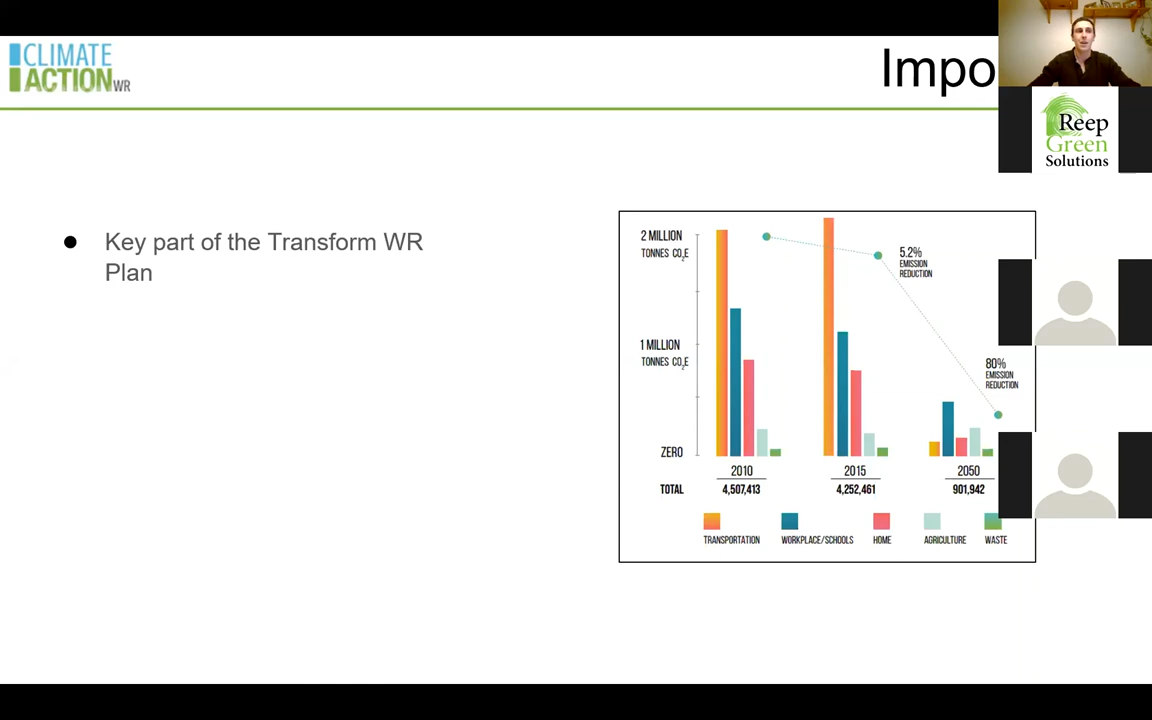 CLIMATE
ACTION WR
Impo
Reep
Green
Solutions
● Key part of the Transform WR
Plan
2 MILLION
TONNES CO₂E
5.2%
EMISSION
REDUCTION
1 MILLION
TONNES CO₂E
80%
EMISSION
REDUCTION
ZERO
2010 2015 2050
TOTAL 4,507,413 4,252,461 901,942
TRANSPORTATION WORKPLACE/SCHOOLS HOME AGRICULTURE WASTE